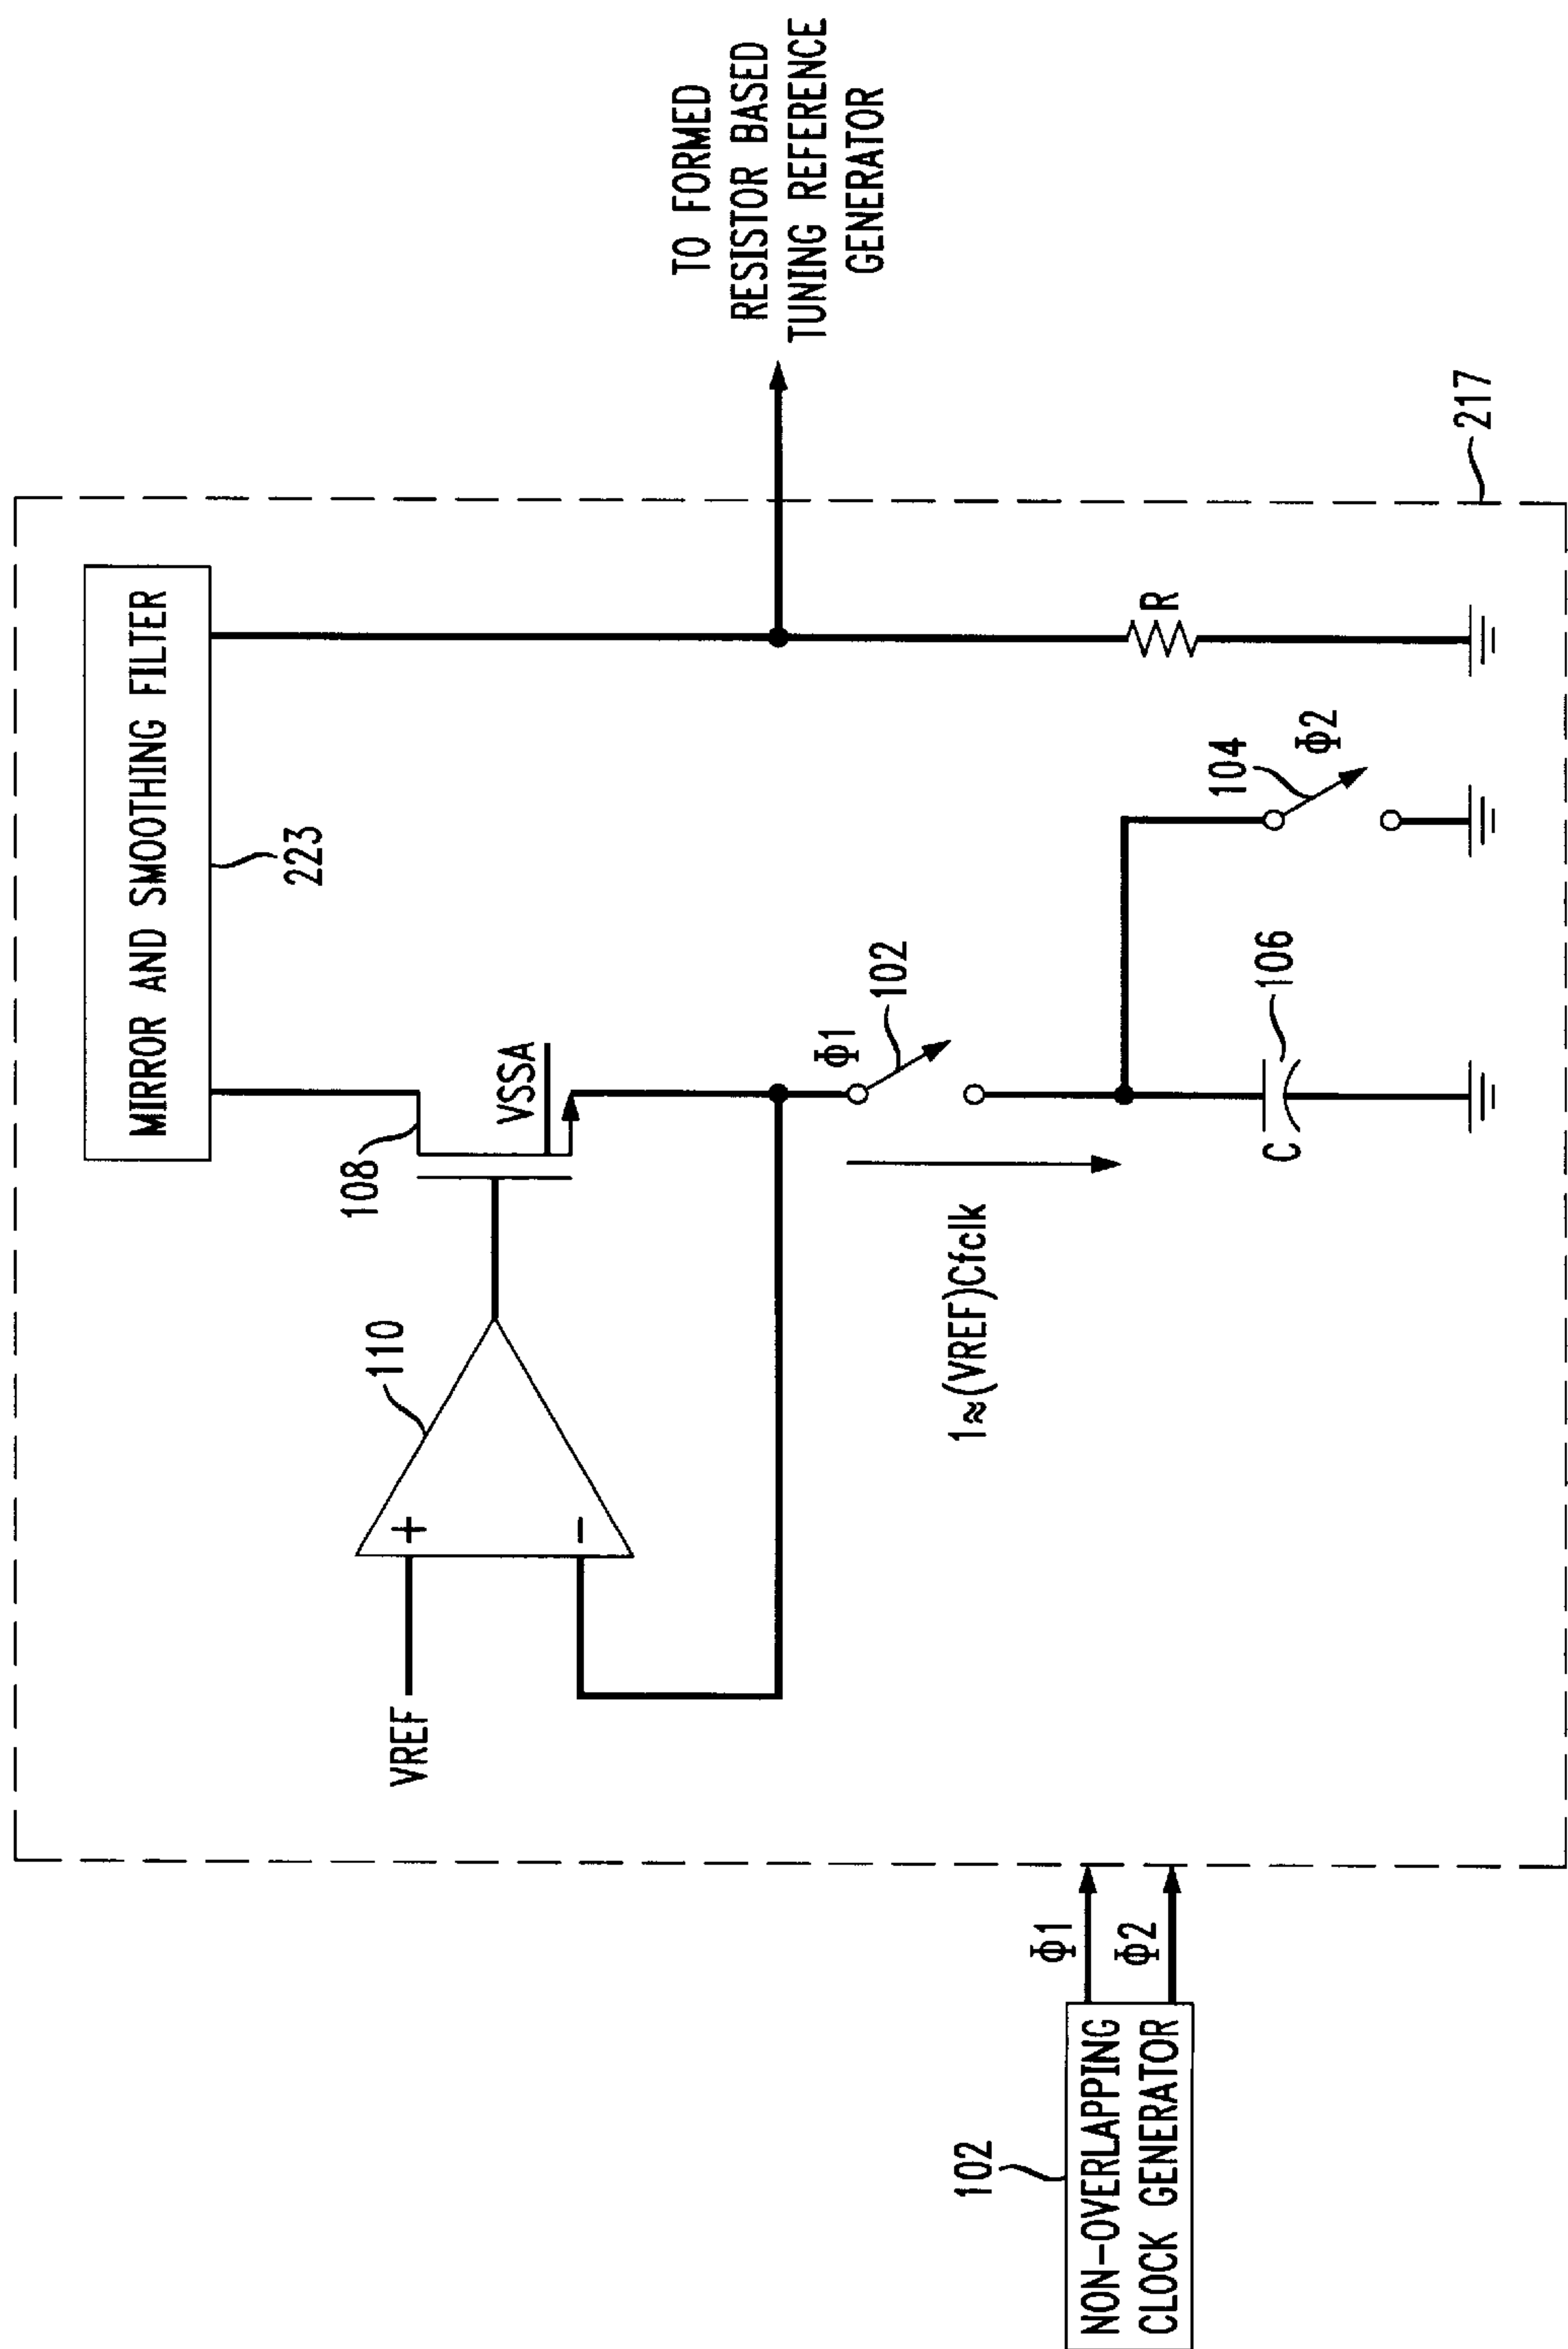 MIRROR AND SMOOTHING FILTER
223
TO FORMED
RESISTOR BASED
TUNING REFERENCE
GENERATOR
108
VSSA
110
+
-
VREF
Φ1
102
1≈(VREF)Cfclk
104
Φ2
R
C
106
217
Φ1
Φ2
102
NON-OVERLAPPING
CLOCK GENERATOR